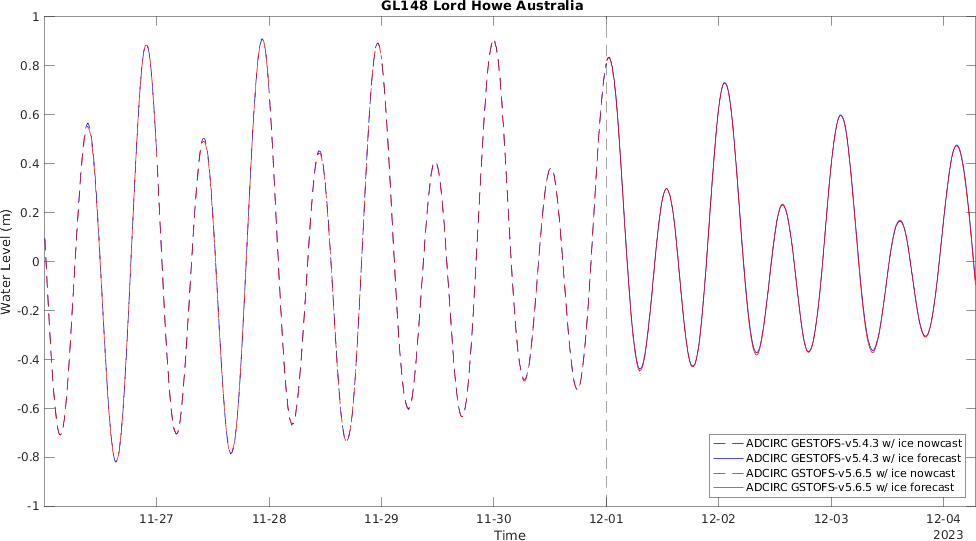 GL148 Lord Howe Australia
Water Level (m)
1
0.8
0.6
0.4
0.2
0
-0.2
-0.4
-0.6
-0.8
-1
ADCIRC GESTOFS-v5.4.3 w/ ice nowcast
ADCIRC GESTOFS-v5.4.3 w/ ice forecast
ADCIRC GSTOFS-v5.6.5 w/ ice nowcast
ADCIRC GSTOFS-v5.6.5 w/ ice forecast
11-27 11-28 11-29 11-30 12-01 12-02 12-03 12-04
Time
2023